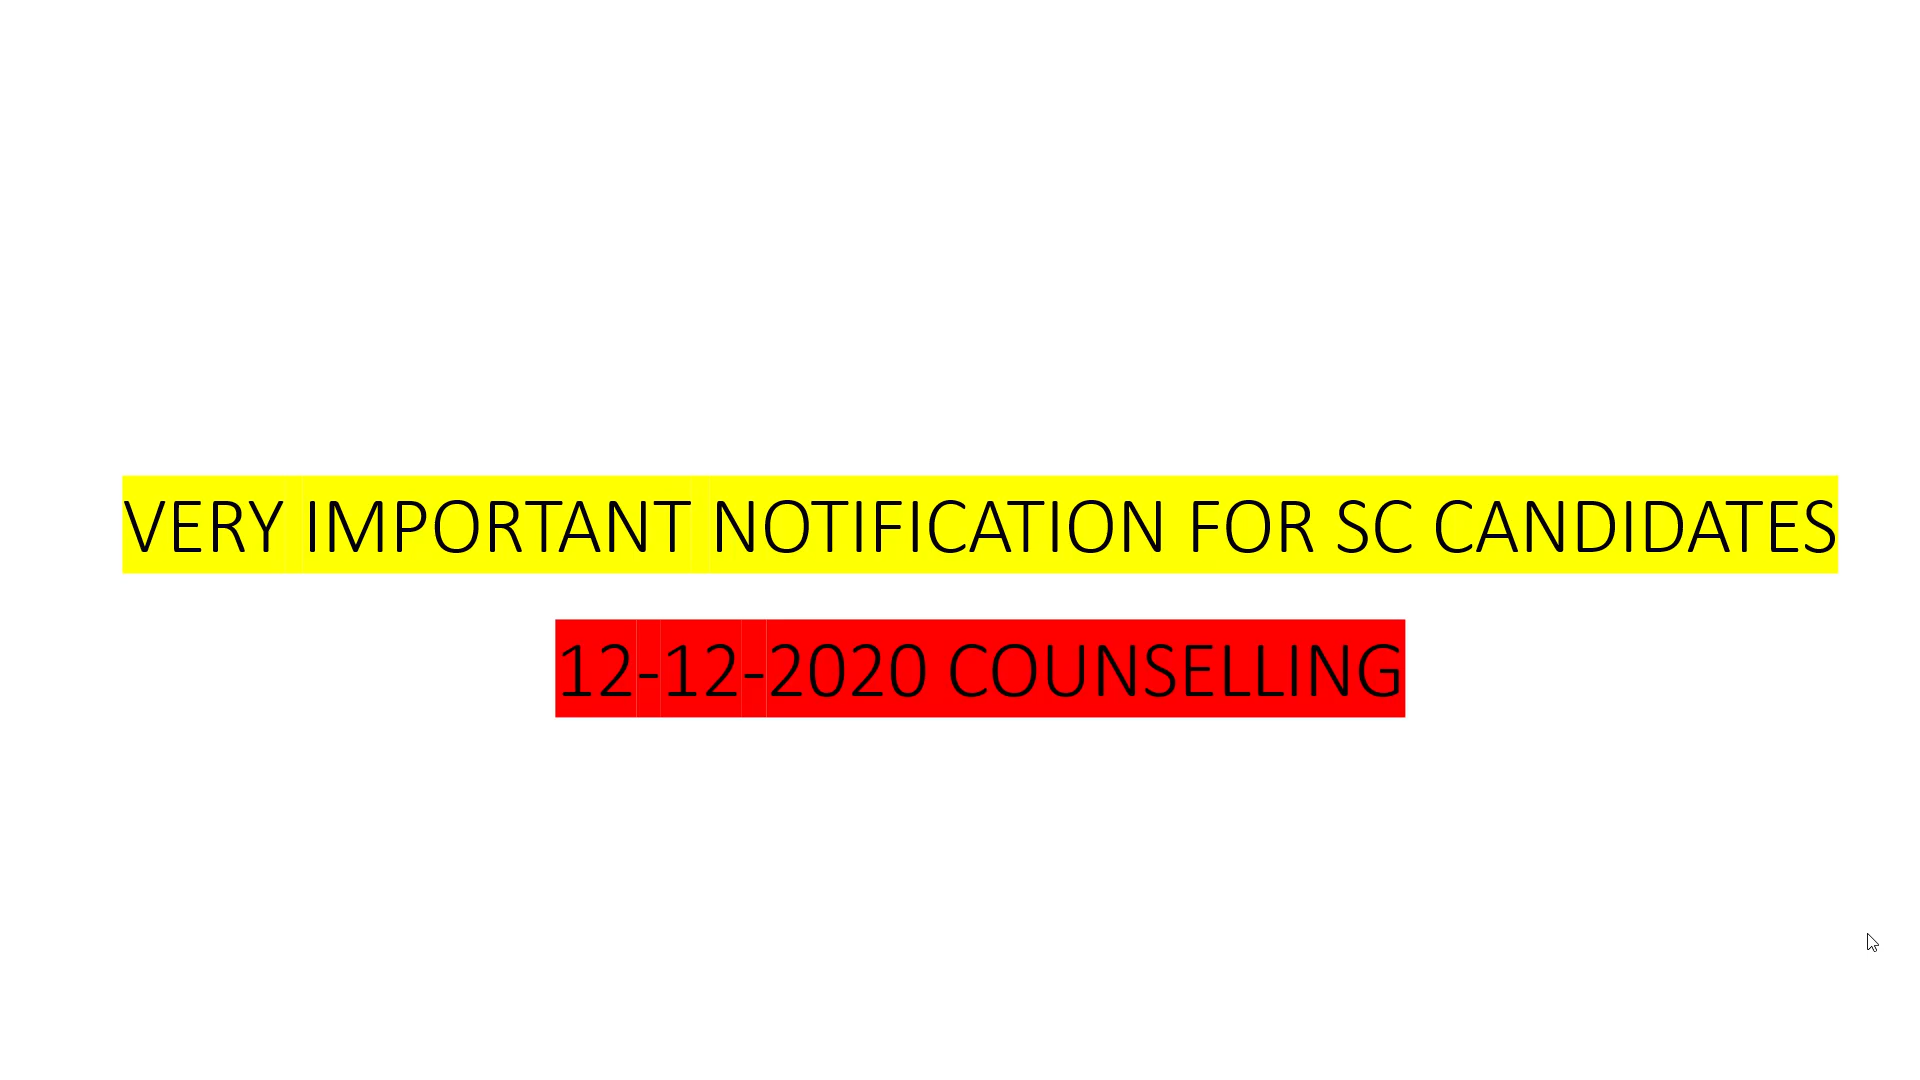 VERY IMPORTANT NOTIFICATION FOR SC CANDIDATES
12-12-2020 COUNSELLING